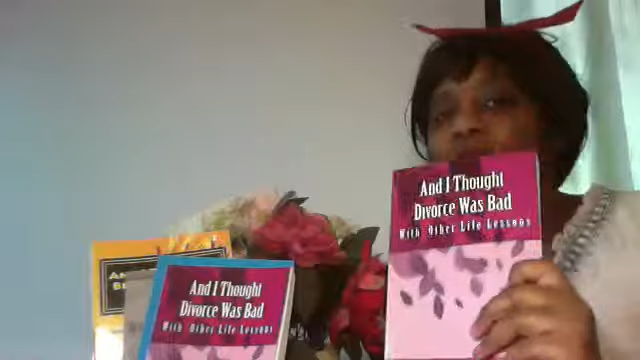 And I Thought
Divorce Was Bad
With Other Life Lessons
And I Thought
Divorce Was Bad
With Other Life Lessons